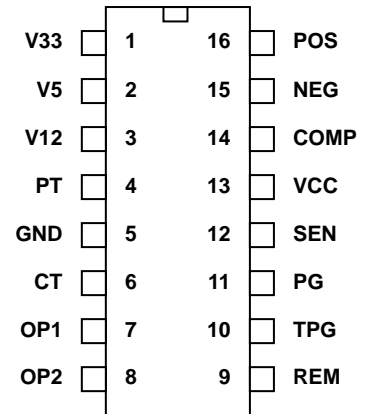 V33 1 16 POS
V5 2 15 NEG
V12 3 14 COMP
PT 4 13 VCC
GND 5 12 SEN
CT 6 11 PG
OP1 7 10 TPG
OP2 8 9 REM